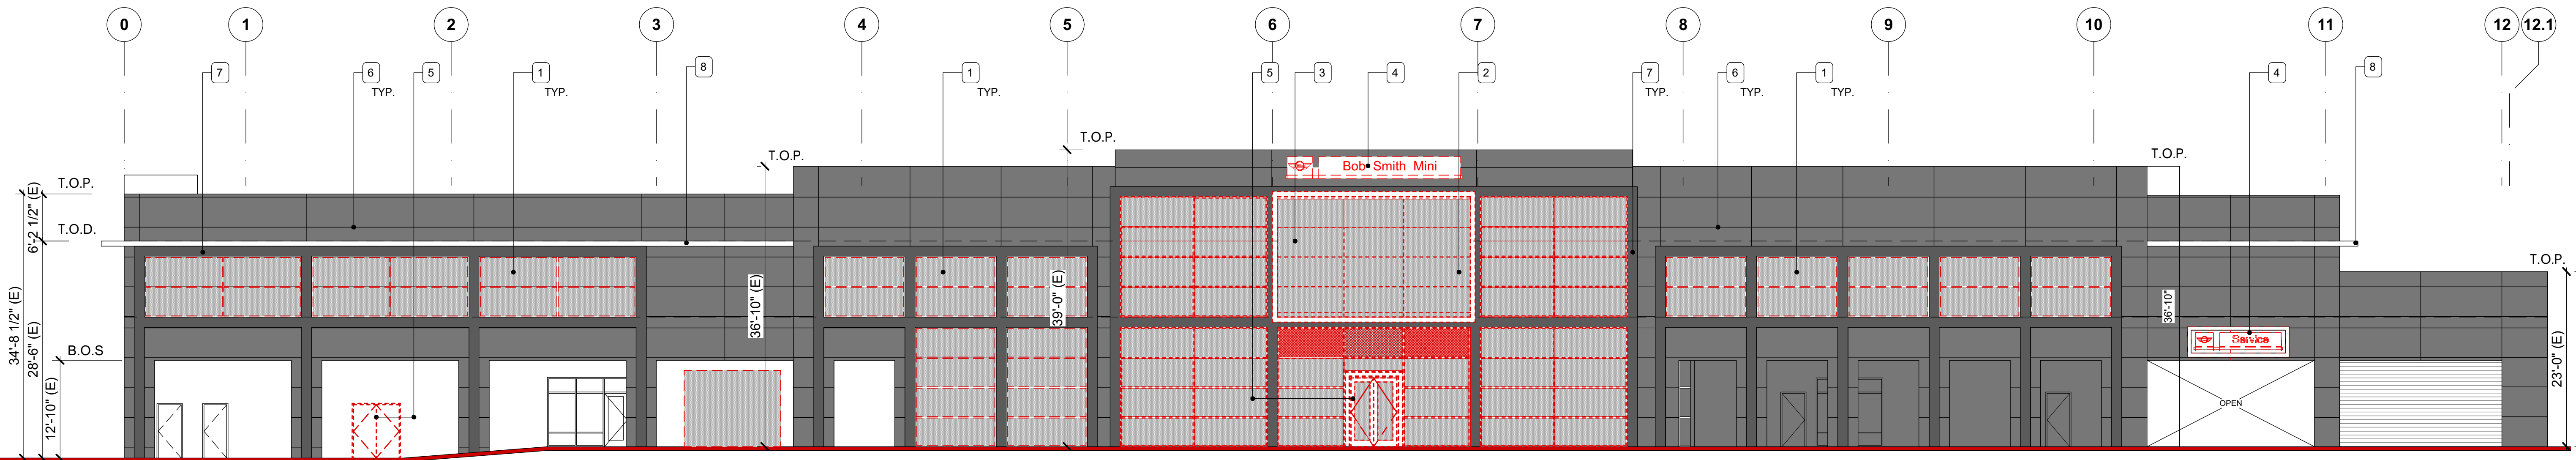 0 1 2 3 4 5 6 7 8 9 10 11 12 12.1
7 6 5 1 8 1 5 3 4 2 7 6 1 4 8
TYP. TYP. TYP. TYP. TYP. TYP.
T.O.P.
T.O.P.
T.O.P.
T.O.P.
T.O.P.
T.O.D.
B.O.S
34'-8 1/2" (E)
6'-2 1/2" (E)
28'-6" (E)
12'-10" (E)
36'-10" (E)
39'-0" (E)
Bob Smith Mini
36'-10"
Service
OPEN
23'-0" (E)